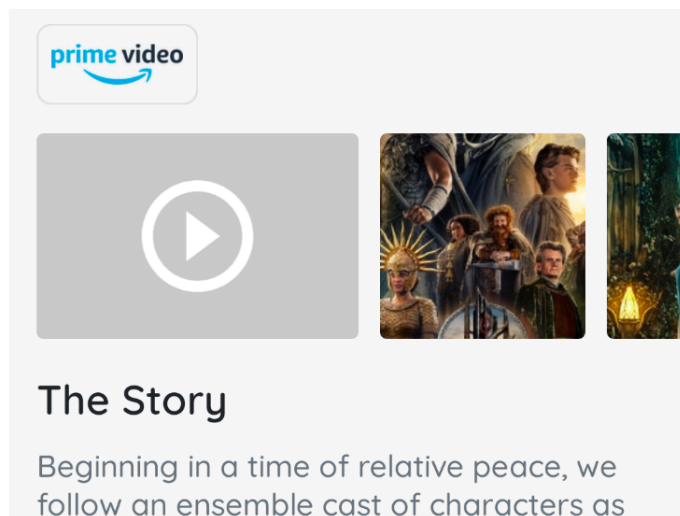 prime video
The Story
Beginning in a time of relative peace, we
follow an ensemble cast of characters as